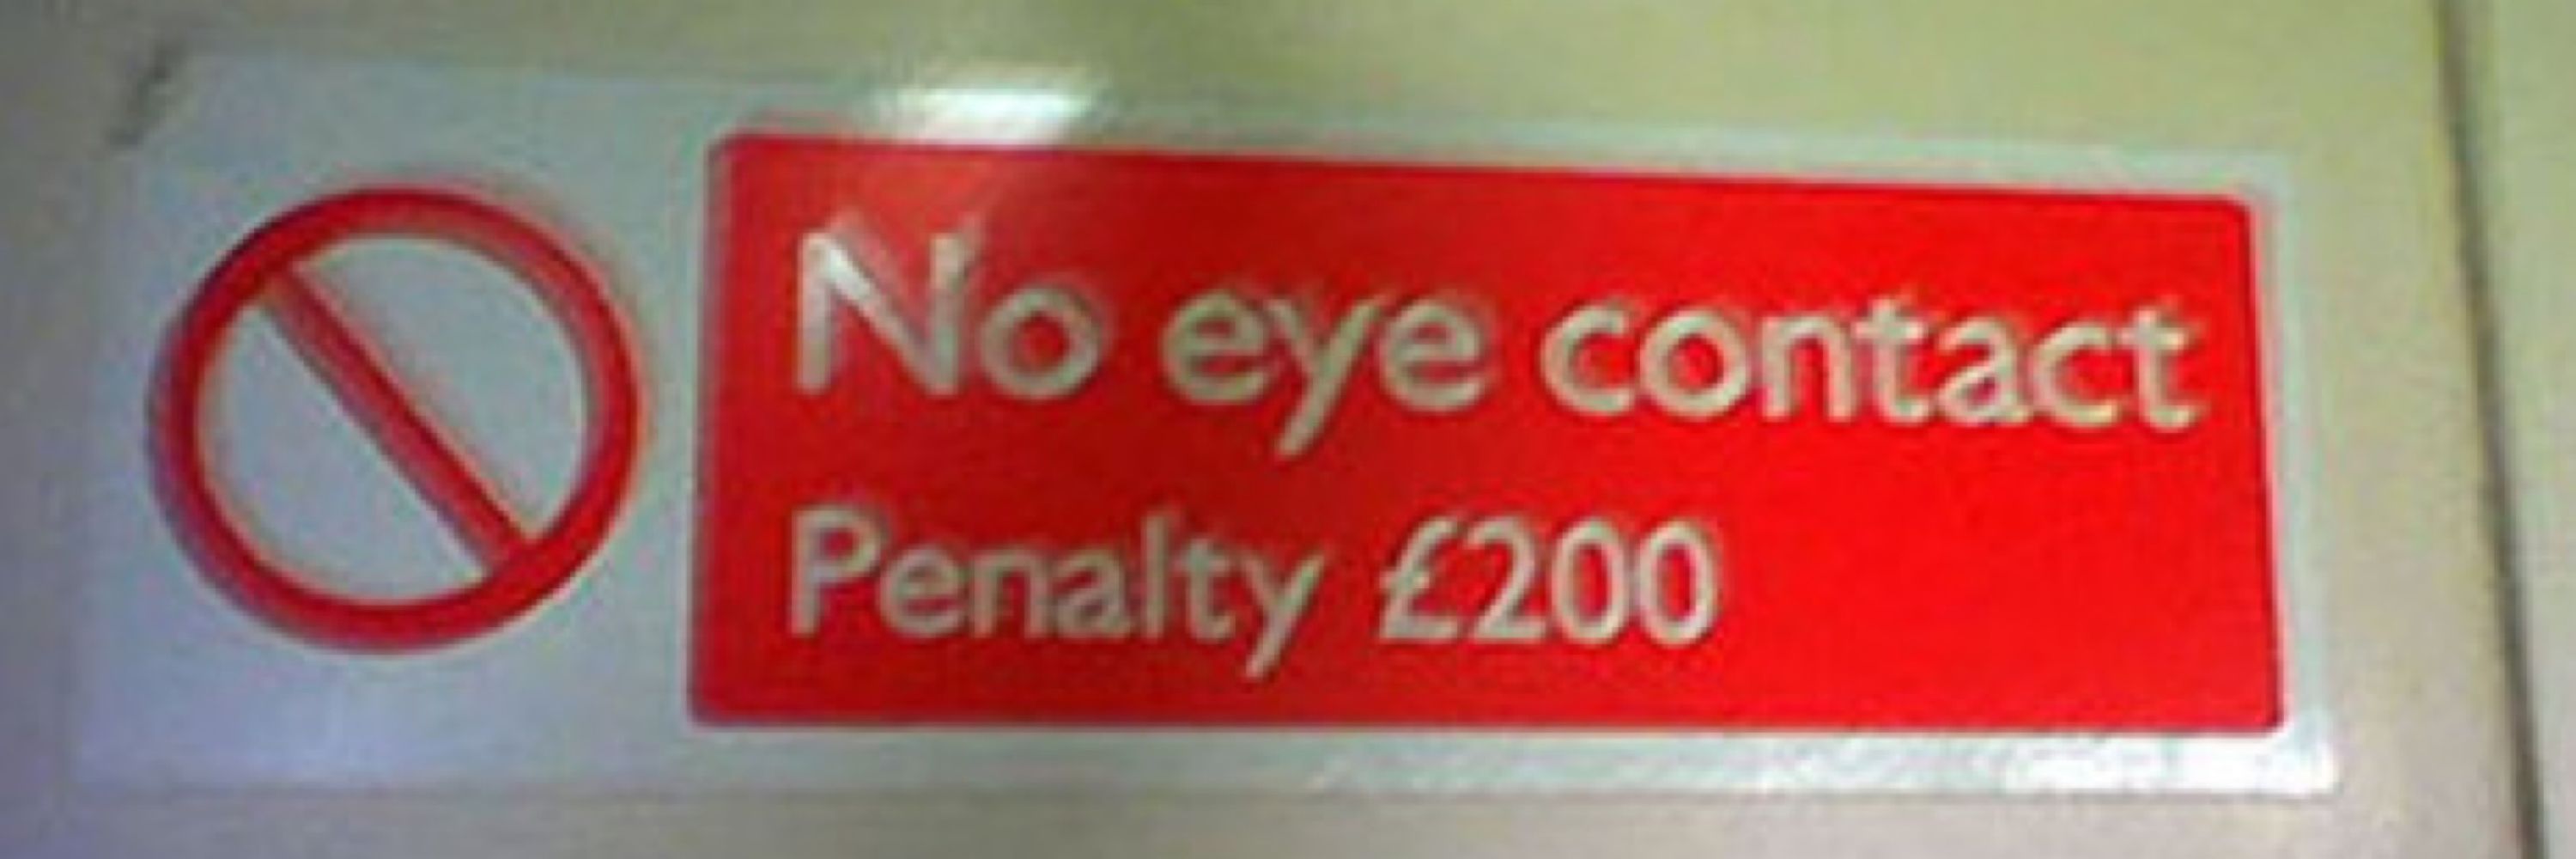 No eye contact
Penalty £200